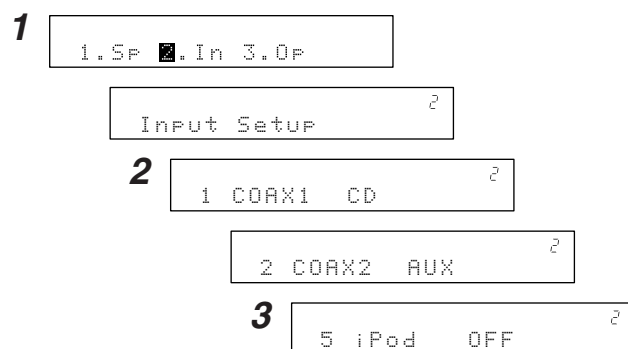 1
1.Sp 2.In 3.Op
2
Input Setup
2
2
1 COAX1 CD
2
2 COAX2 AUX
3
2
5 iPod OFF